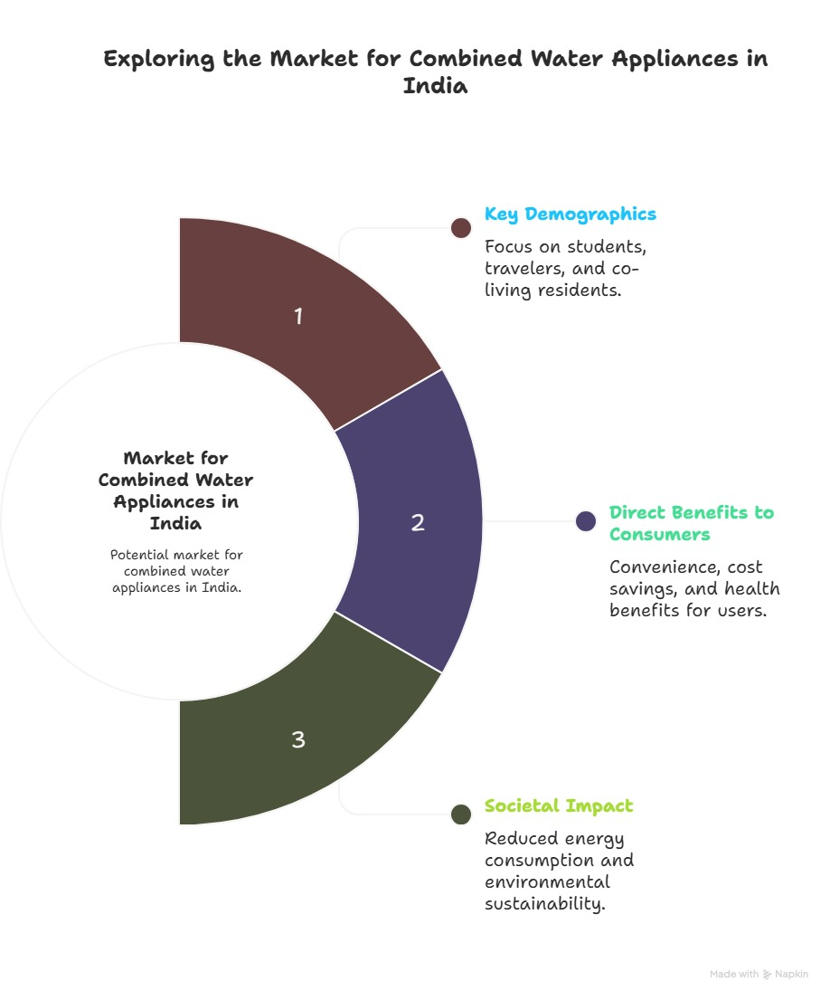 Exploring the Market for Combined Water Appliances in
India
Key Demographics
Focus on students,
travelers, and co-
living residents.
1
Market for
Combined Water
Appliances in
India
Potential market for
combined water
appliances in India.
2
Direct Benefits to
Consumers
Convenience, cost
savings, and health
benefits for users.
3
Societal Impact
Reduced energy
consumption and
environmental
sustainability.
Made with Napkin